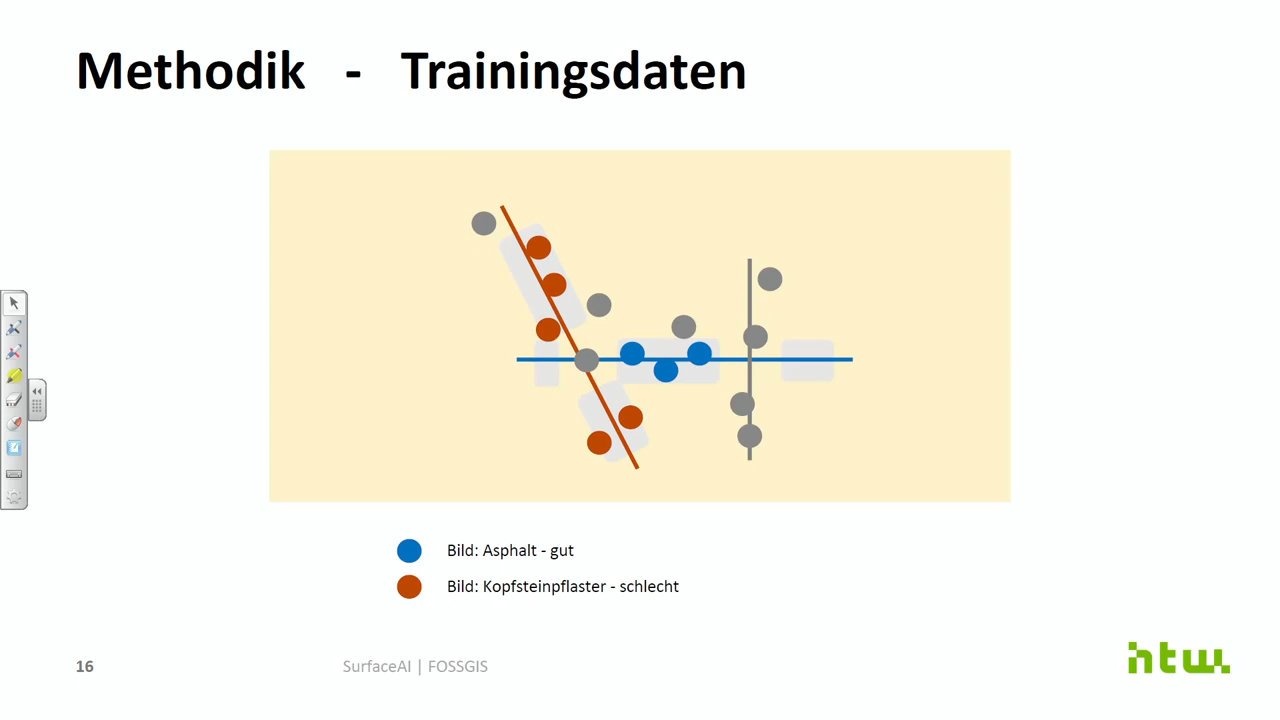 Methodik - Trainingsdaten
Bild: Asphalt - gut
Bild: Kopfsteinpflaster - schlecht
16
SurfaceAI | FOSSGIS
htw.